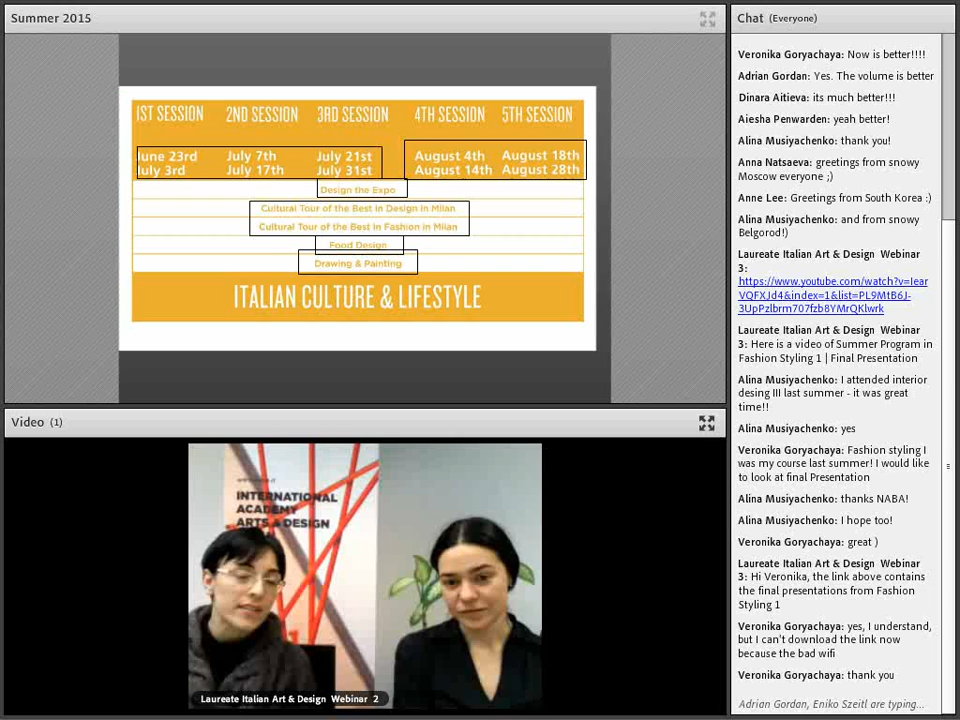 Summer 2015
1ST SESSION 2ND SESSION 3RD SESSION 4TH SESSION 5TH SESSION
June 23rd July 7th July 21st August 4th August 18th
July 3rd July 17th July 31st August 14th August 28th
Design the Expo
Cultural Tour of the Best in Design in Milan
Cultural Tour of the Best in Fashion in Milan
Food Design
Drawing & Painting
ITALIAN CULTURE & LIFESTYLE
Video (1)
INTERNATIONAL
ACADEMY
ARTS & DESIGN
Laureate Italian Art & Design Webinar 2
Chat (Everyone)
Veronika Goryachaya: Now is better!!!!
Adrian Gordan: Yes. The volume is better
Dinara Aitieva: its much better!!!
Aiesha Penwarden: yeah better!
Alina Musiyachenko: thank you!
Anna Natsaeva: greetings from snowy
Moscow everyone ;)
Anne Lee: Greetings from South Korea :)
Alina Musiyachenko: and from snowy
Belgorod!)
Laureate Italian Art & Design Webinar
3:
https://www.youtube.com/watch?v=Iear
VQFXJd4&index=1&list=PL9MtB6J-
3UpPzlbrm707fzb8YMrQKlwrk
Laureate Italian Art & Design Webinar
3: Here is a video of Summer Program in
Fashion Styling 1 | Final Presentation
Alina Musiyachenko: I attended interior
desing III last summer - it was great
time!!
Alina Musiyachenko: yes
Veronika Goryachaya: Fashion styling I
was my course last summer! I would like
to look at final Presentation
Alina Musiyachenko: thanks NABA!
Alina Musiyachenko: I hope too!
Veronika Goryachaya: great )
Laureate Italian Art & Design Webinar
3: Hi Veronika, the link above contains
the final presentations from Fashion
Styling 1
Veronika Goryachaya: yes, I understand,
but I can't download the link now
because the bad wifi
Veronika Goryachaya: thank you
Adrian Gordan, Eniko Szeitl are typing...